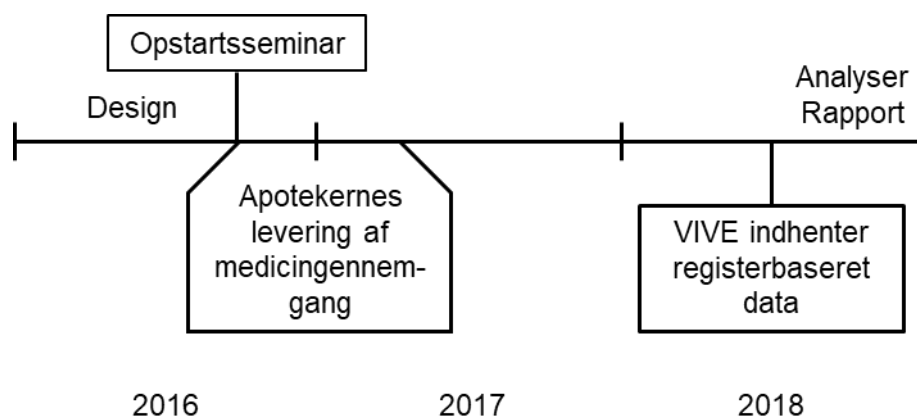 Opstartsseminar
Design
Analyser
Rapport
Apotekernes
levering af
medicingennem-
gang
VIVE indhenter
registerbaseret
data
2016
2017
2018